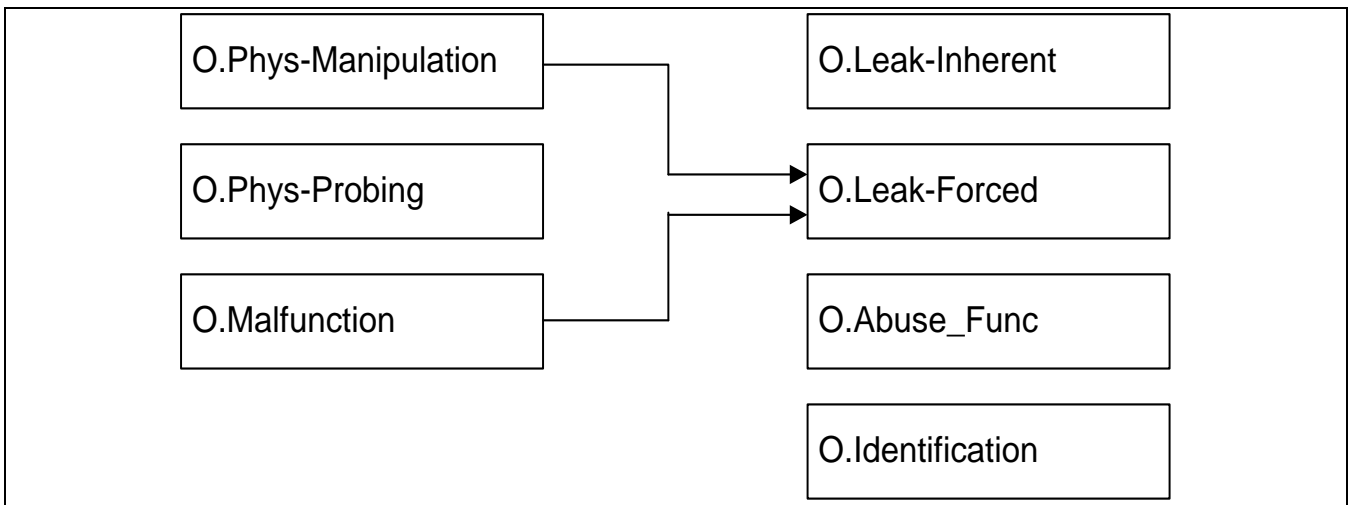 O.Phys-Manipulation
O.Leak-Inherent
O.Phys-Probing
O.Leak-Forced
O.Malfunction
O.Abuse_Func
O.Identification